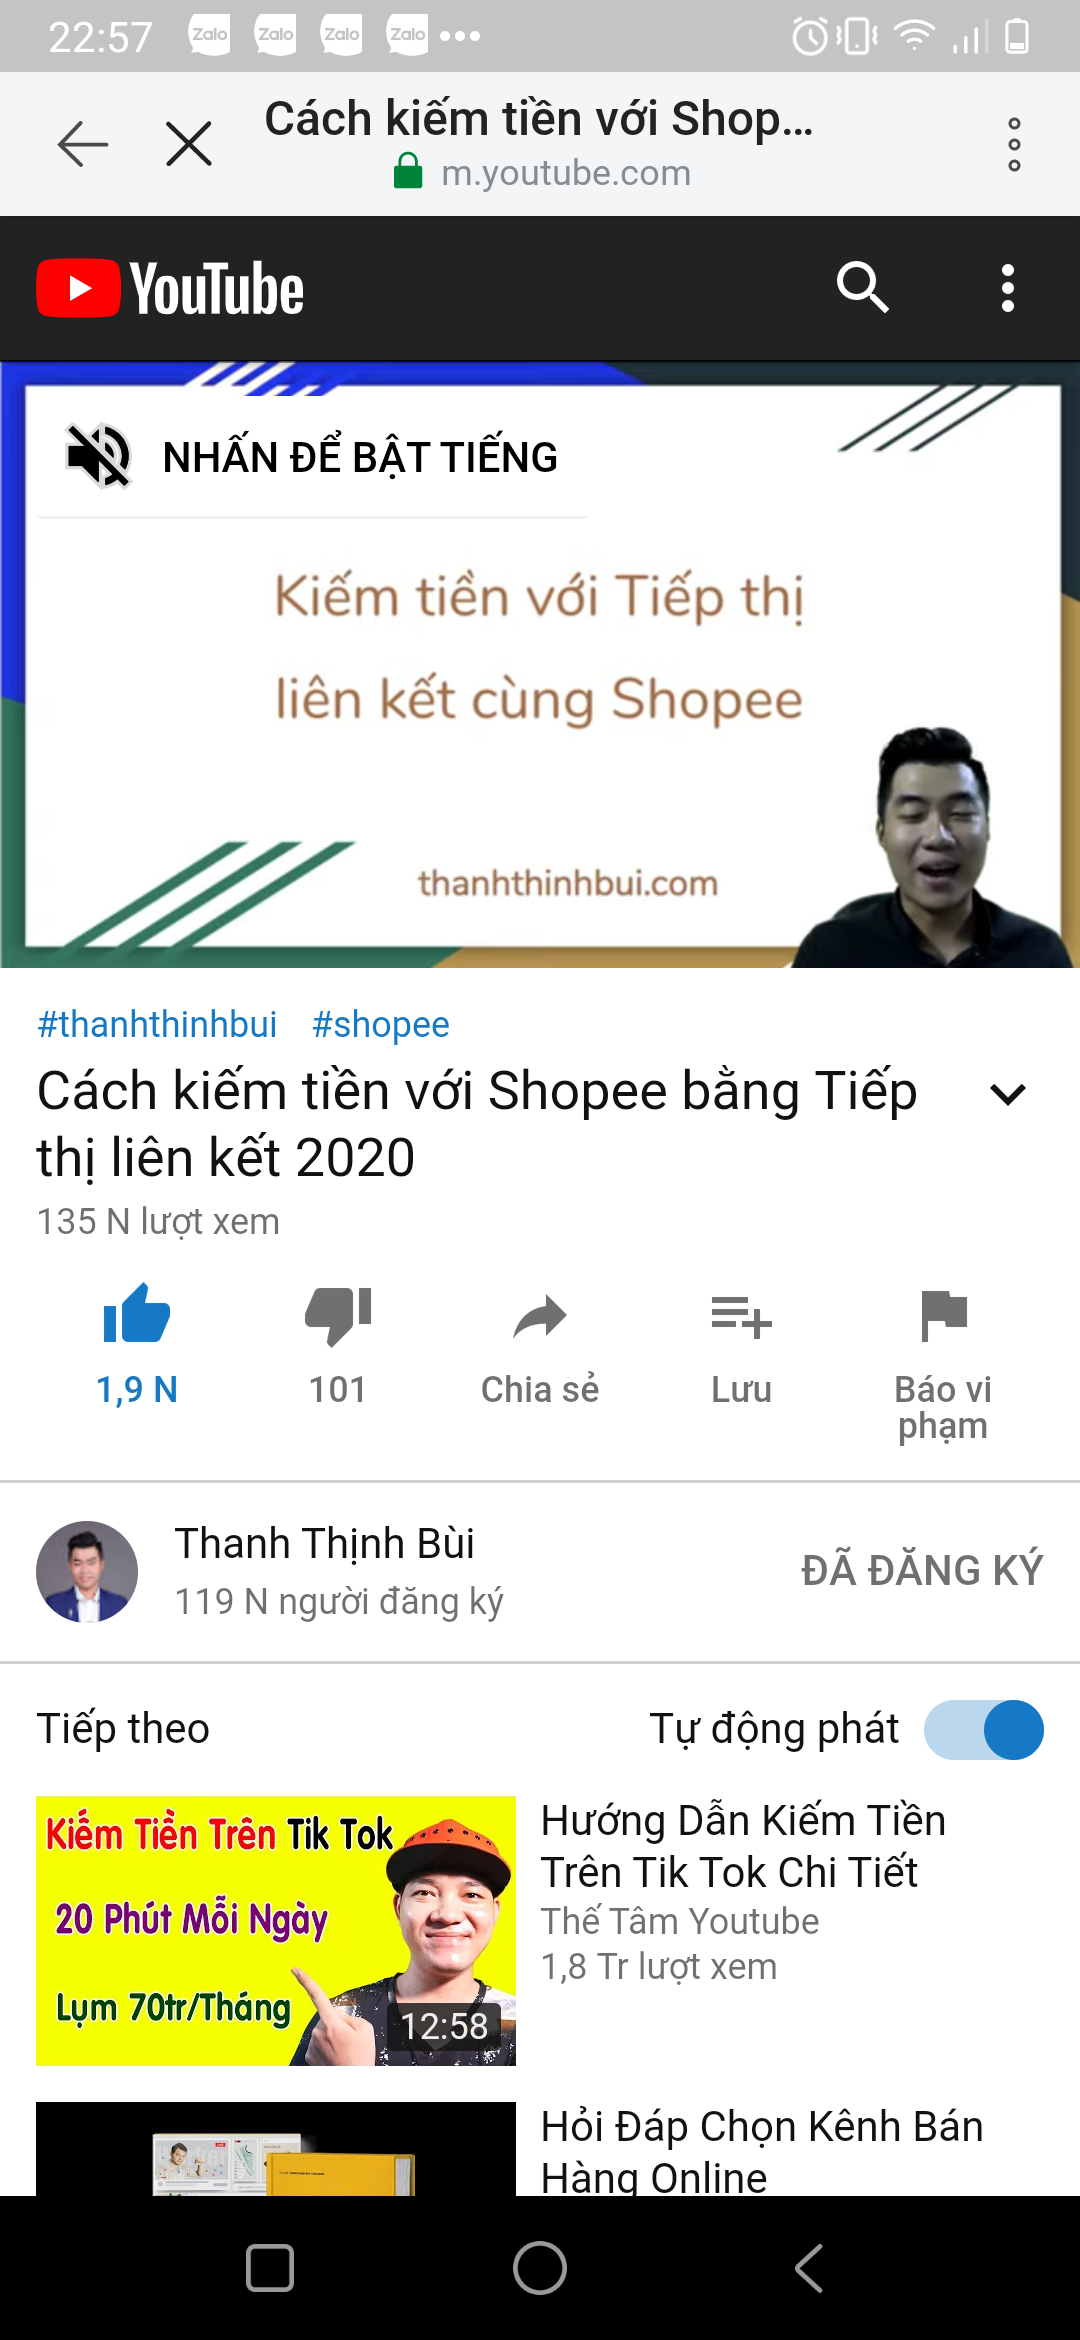 22:57
Zalo Zalo Zalo Zalo
Cách kiếm tiền với Shop...
m.youtube.com
YouTube
NHẤN ĐỂ BẬT TIẾNG
Kiếm tiền với Tiếp thị
liên kết cùng Shopee
thanhthinhbui.com
#thanhthinhbui #shopee
Cách kiếm tiền với Shopee bằng Tiếp
thị liên kết 2020
135 N lượt xem
1,9 N
101
Chia sẻ
Lưu
Báo vi
phạm
Thanh Thịnh Bùi
119 N người đăng ký
ĐÃ ĐĂNG KÝ
Tiếp theo
Tự động phát
Kiếm Tiền Trên Tik Tok
20 Phút Mỗi Ngày
Lụm 70tr/Tháng
12:58
Hướng Dẫn Kiếm Tiền
Trên Tik Tok Chi Tiết
Thế Tâm Youtube
1,8 Tr lượt xem
Hỏi Đáp Chọn Kênh Bán
Hàng Online